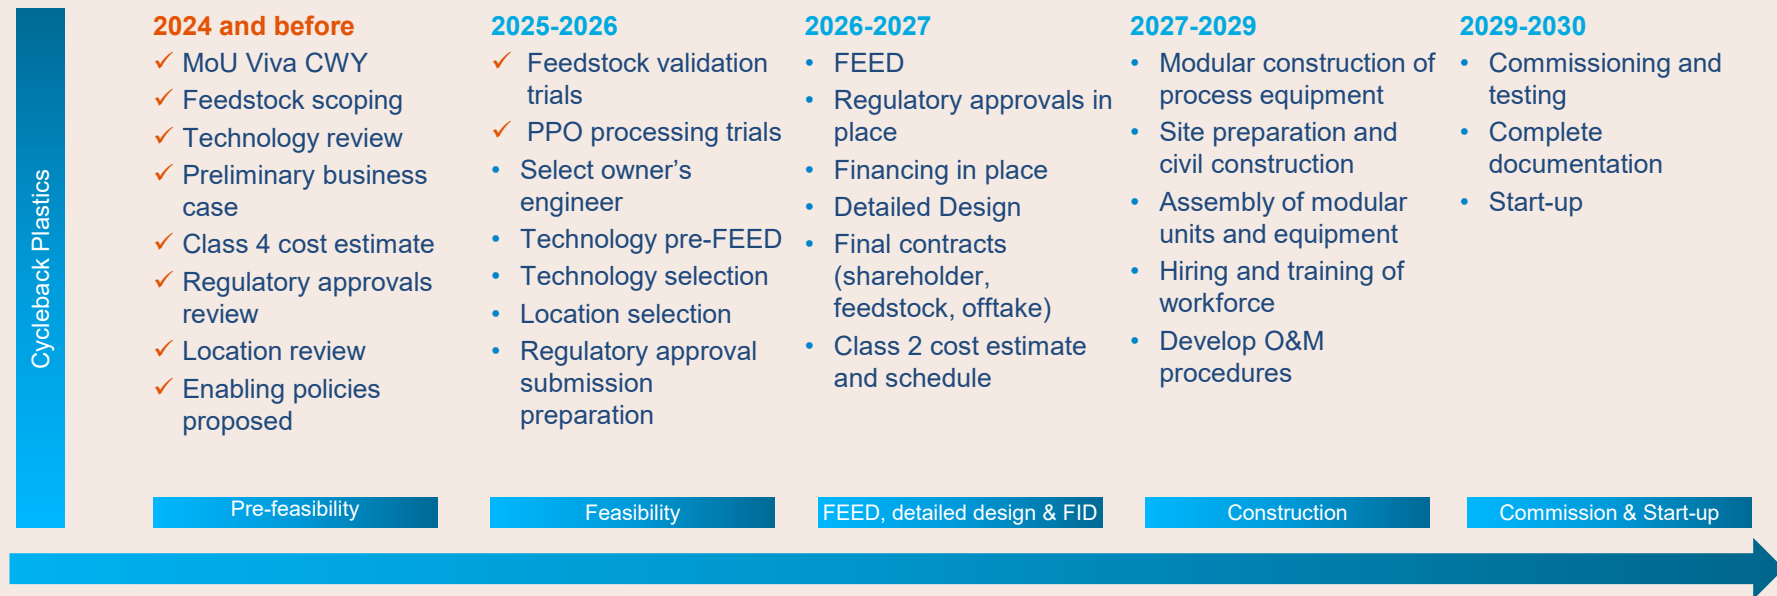 Cycleback Plastics
2024 and before
✓ MoU Viva CWY
✓ Feedstock scoping
✓ Technology review
✓ Preliminary business
case
✓ Class 4 cost estimate
✓ Regulatory approvals
review
✓ Location review
✓ Enabling policies
proposed
Pre-feasibility
2025-2026
✓ Feedstock validation
trials
✓ PPO processing trials
• Select owner’s
engineer
• Technology pre-FEED
• Technology selection
• Location selection
• Regulatory approval
submission
preparation
Feasibility
2026-2027
• FEED
• Regulatory approvals in
place
• Financing in place
• Detailed Design
• Final contracts
(shareholder,
feedstock, offtake)
• Class 2 cost estimate
and schedule
FEED, detailed design & FID
2027-2029
• Modular construction of
process equipment
• Site preparation and
civil construction
• Assembly of modular
units and equipment
• Hiring and training of
workforce
• Develop O&M
procedures
Construction
2029-2030
• Commissioning and
testing
• Complete
documentation
• Start-up
Commission & Start-up